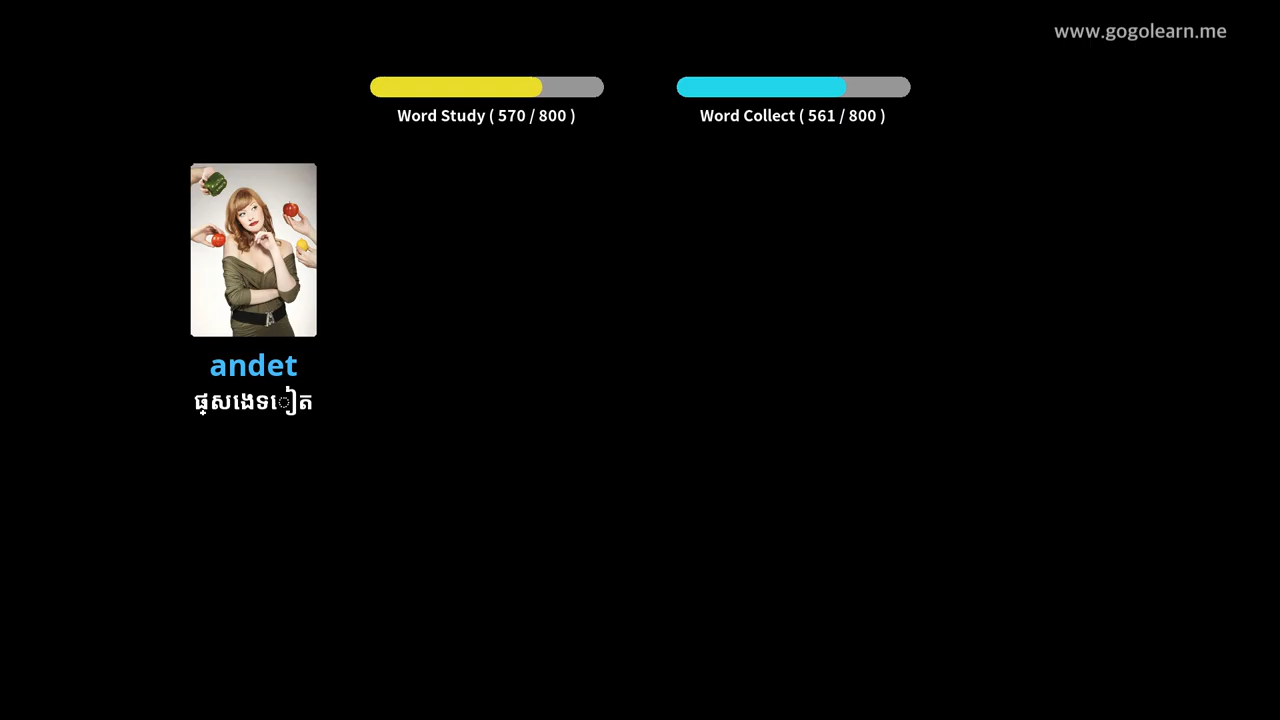 www.gogolearn.me
Word Study ( 570 / 800 )
Word Collect ( 561 / 800 )
andet
ផ្សេងទៀត